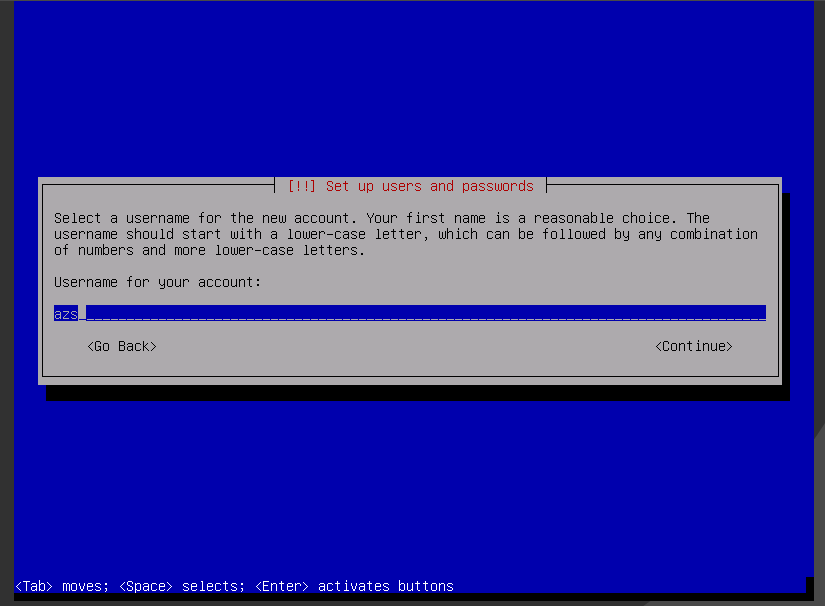 [!!] Set up users and passwords
Select a username for the new account. Your first name is a reasonable choice. The
username should start with a lower-case letter, which can be followed by any combination
of numbers and more lower-case letters.
Username for your account:
azs
<Go Back> <Continue>
<Tab> moves; <Space> selects; <Enter> activates buttons